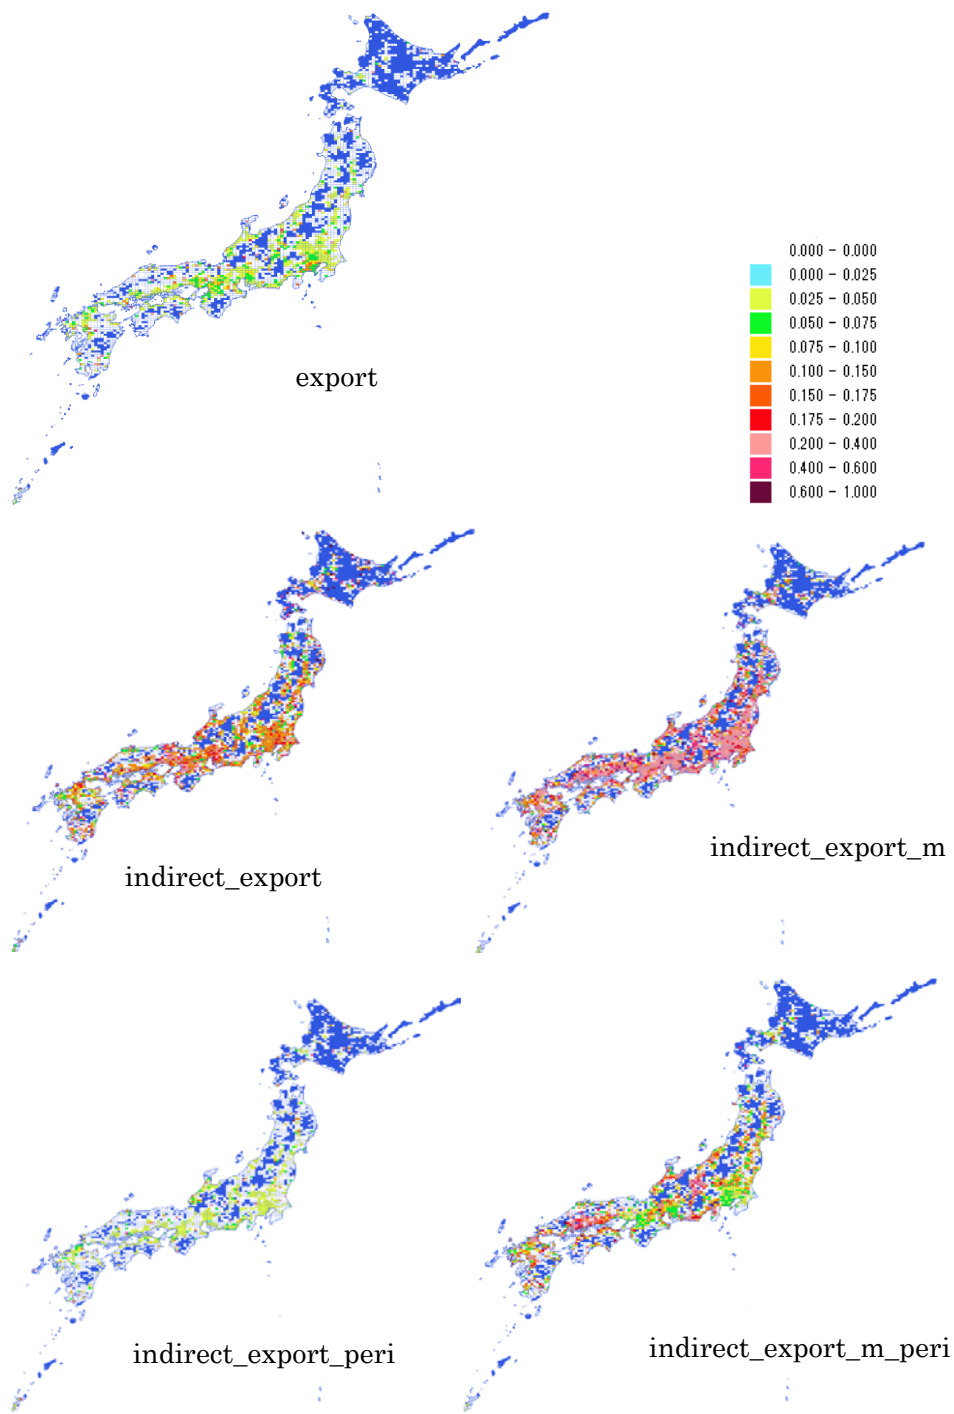 0.000 - 0.000
0.000 - 0.025
0.025 - 0.050
0.050 - 0.075
0.075 - 0.100
0.100 - 0.150
0.150 - 0.175
0.175 - 0.200
0.200 - 0.400
0.400 - 0.600
0.600 - 1.000
export
indirect_export_m
indirect_export
indirect_export_m_peri
indirect_export_peri